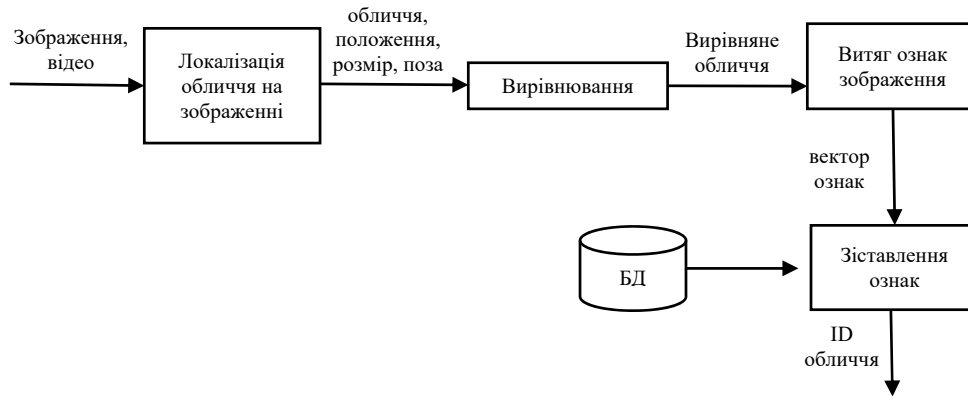 Зображення,
відео
Локалізація
обличчя на
зображенні
обличчя,
положення,
розмір, поза
Вирівнювання
Вирівняне
обличчя
Витяг ознак
зображення
вектор
ознак
БД
Зіставлення
ознак
ID
обличчя